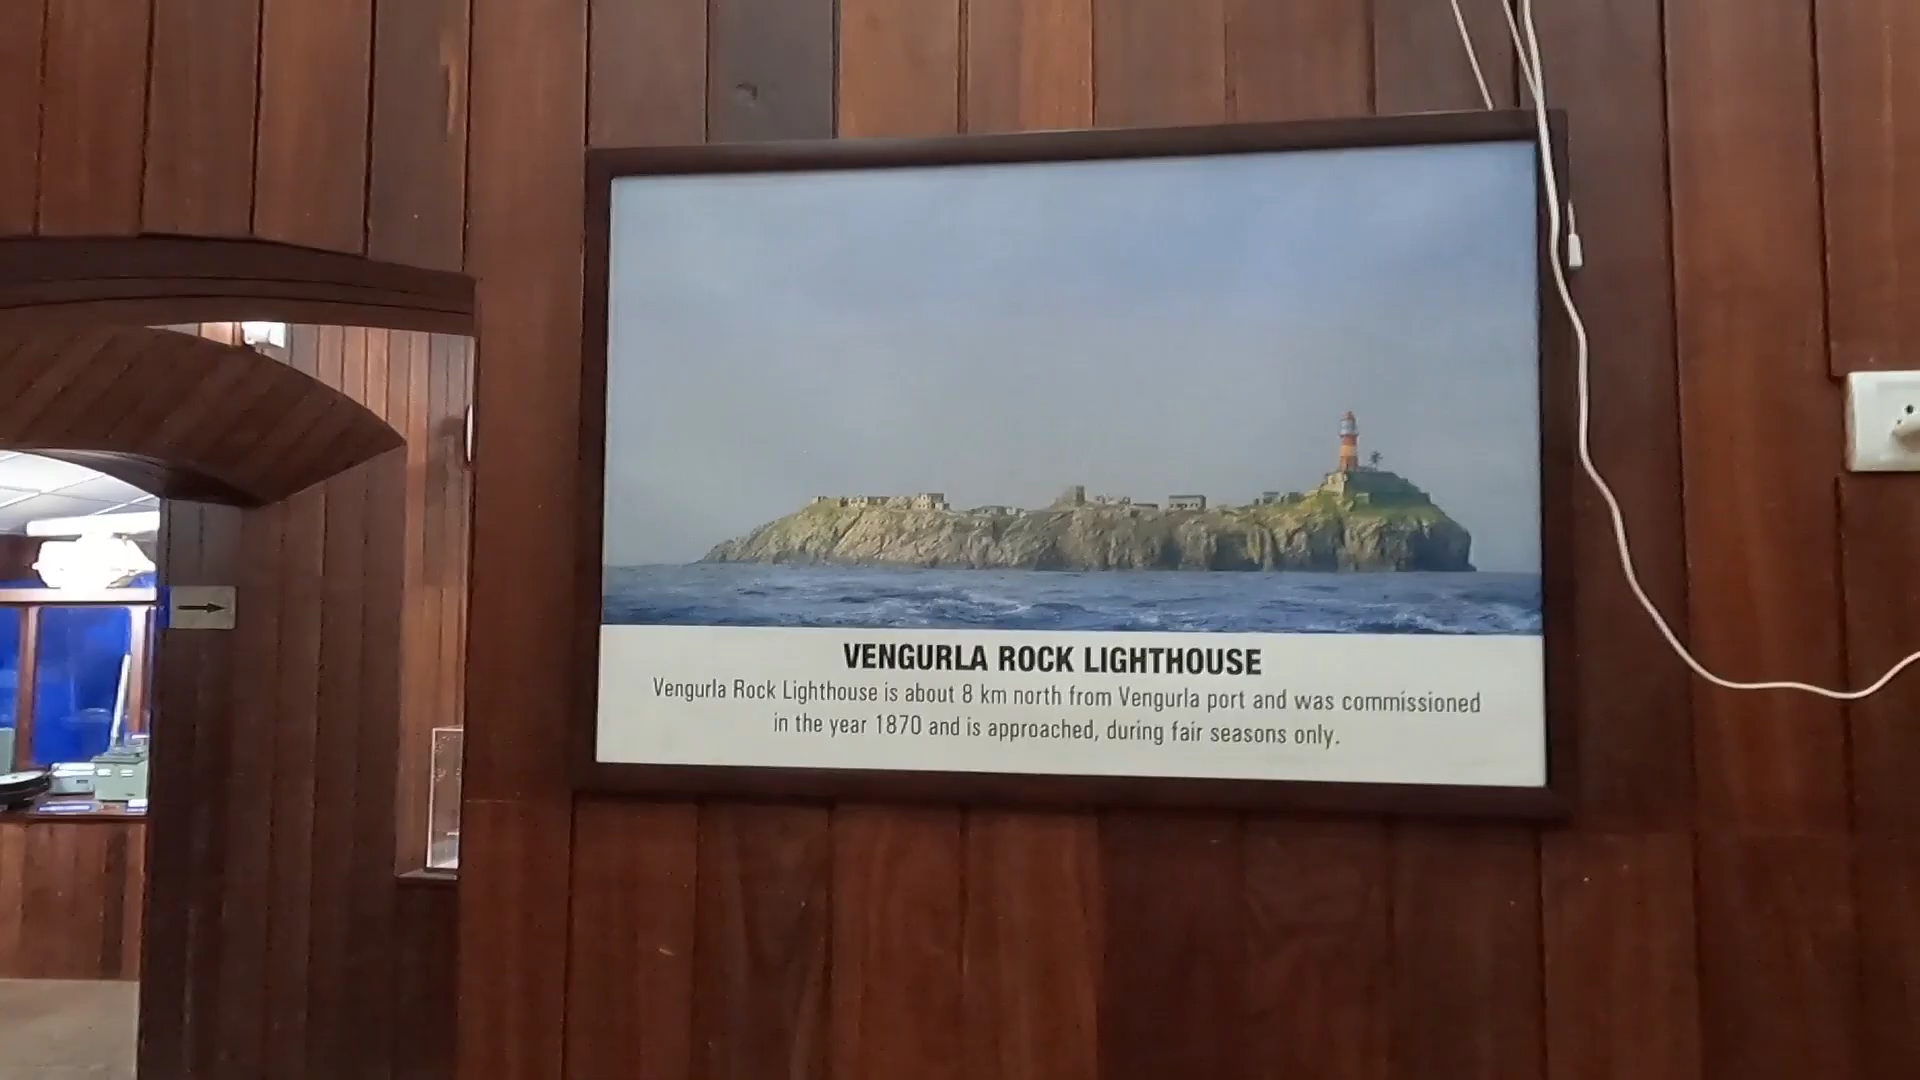 VENGURLA ROCK LIGHTHOUSE
Vengurla Rock Lighthouse is about 8 km north from Vengurla port and was commissioned
in the year 1870 and is approached, during fair seasons only.